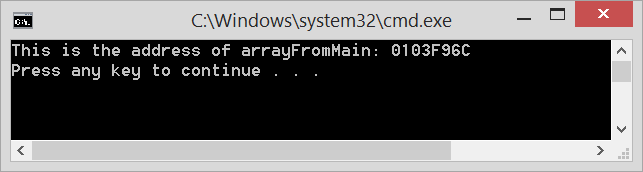 C:\Windows\system32\cmd.exe
This is the address of arrayFromMain: 0103F96C
Press any key to continue . . .